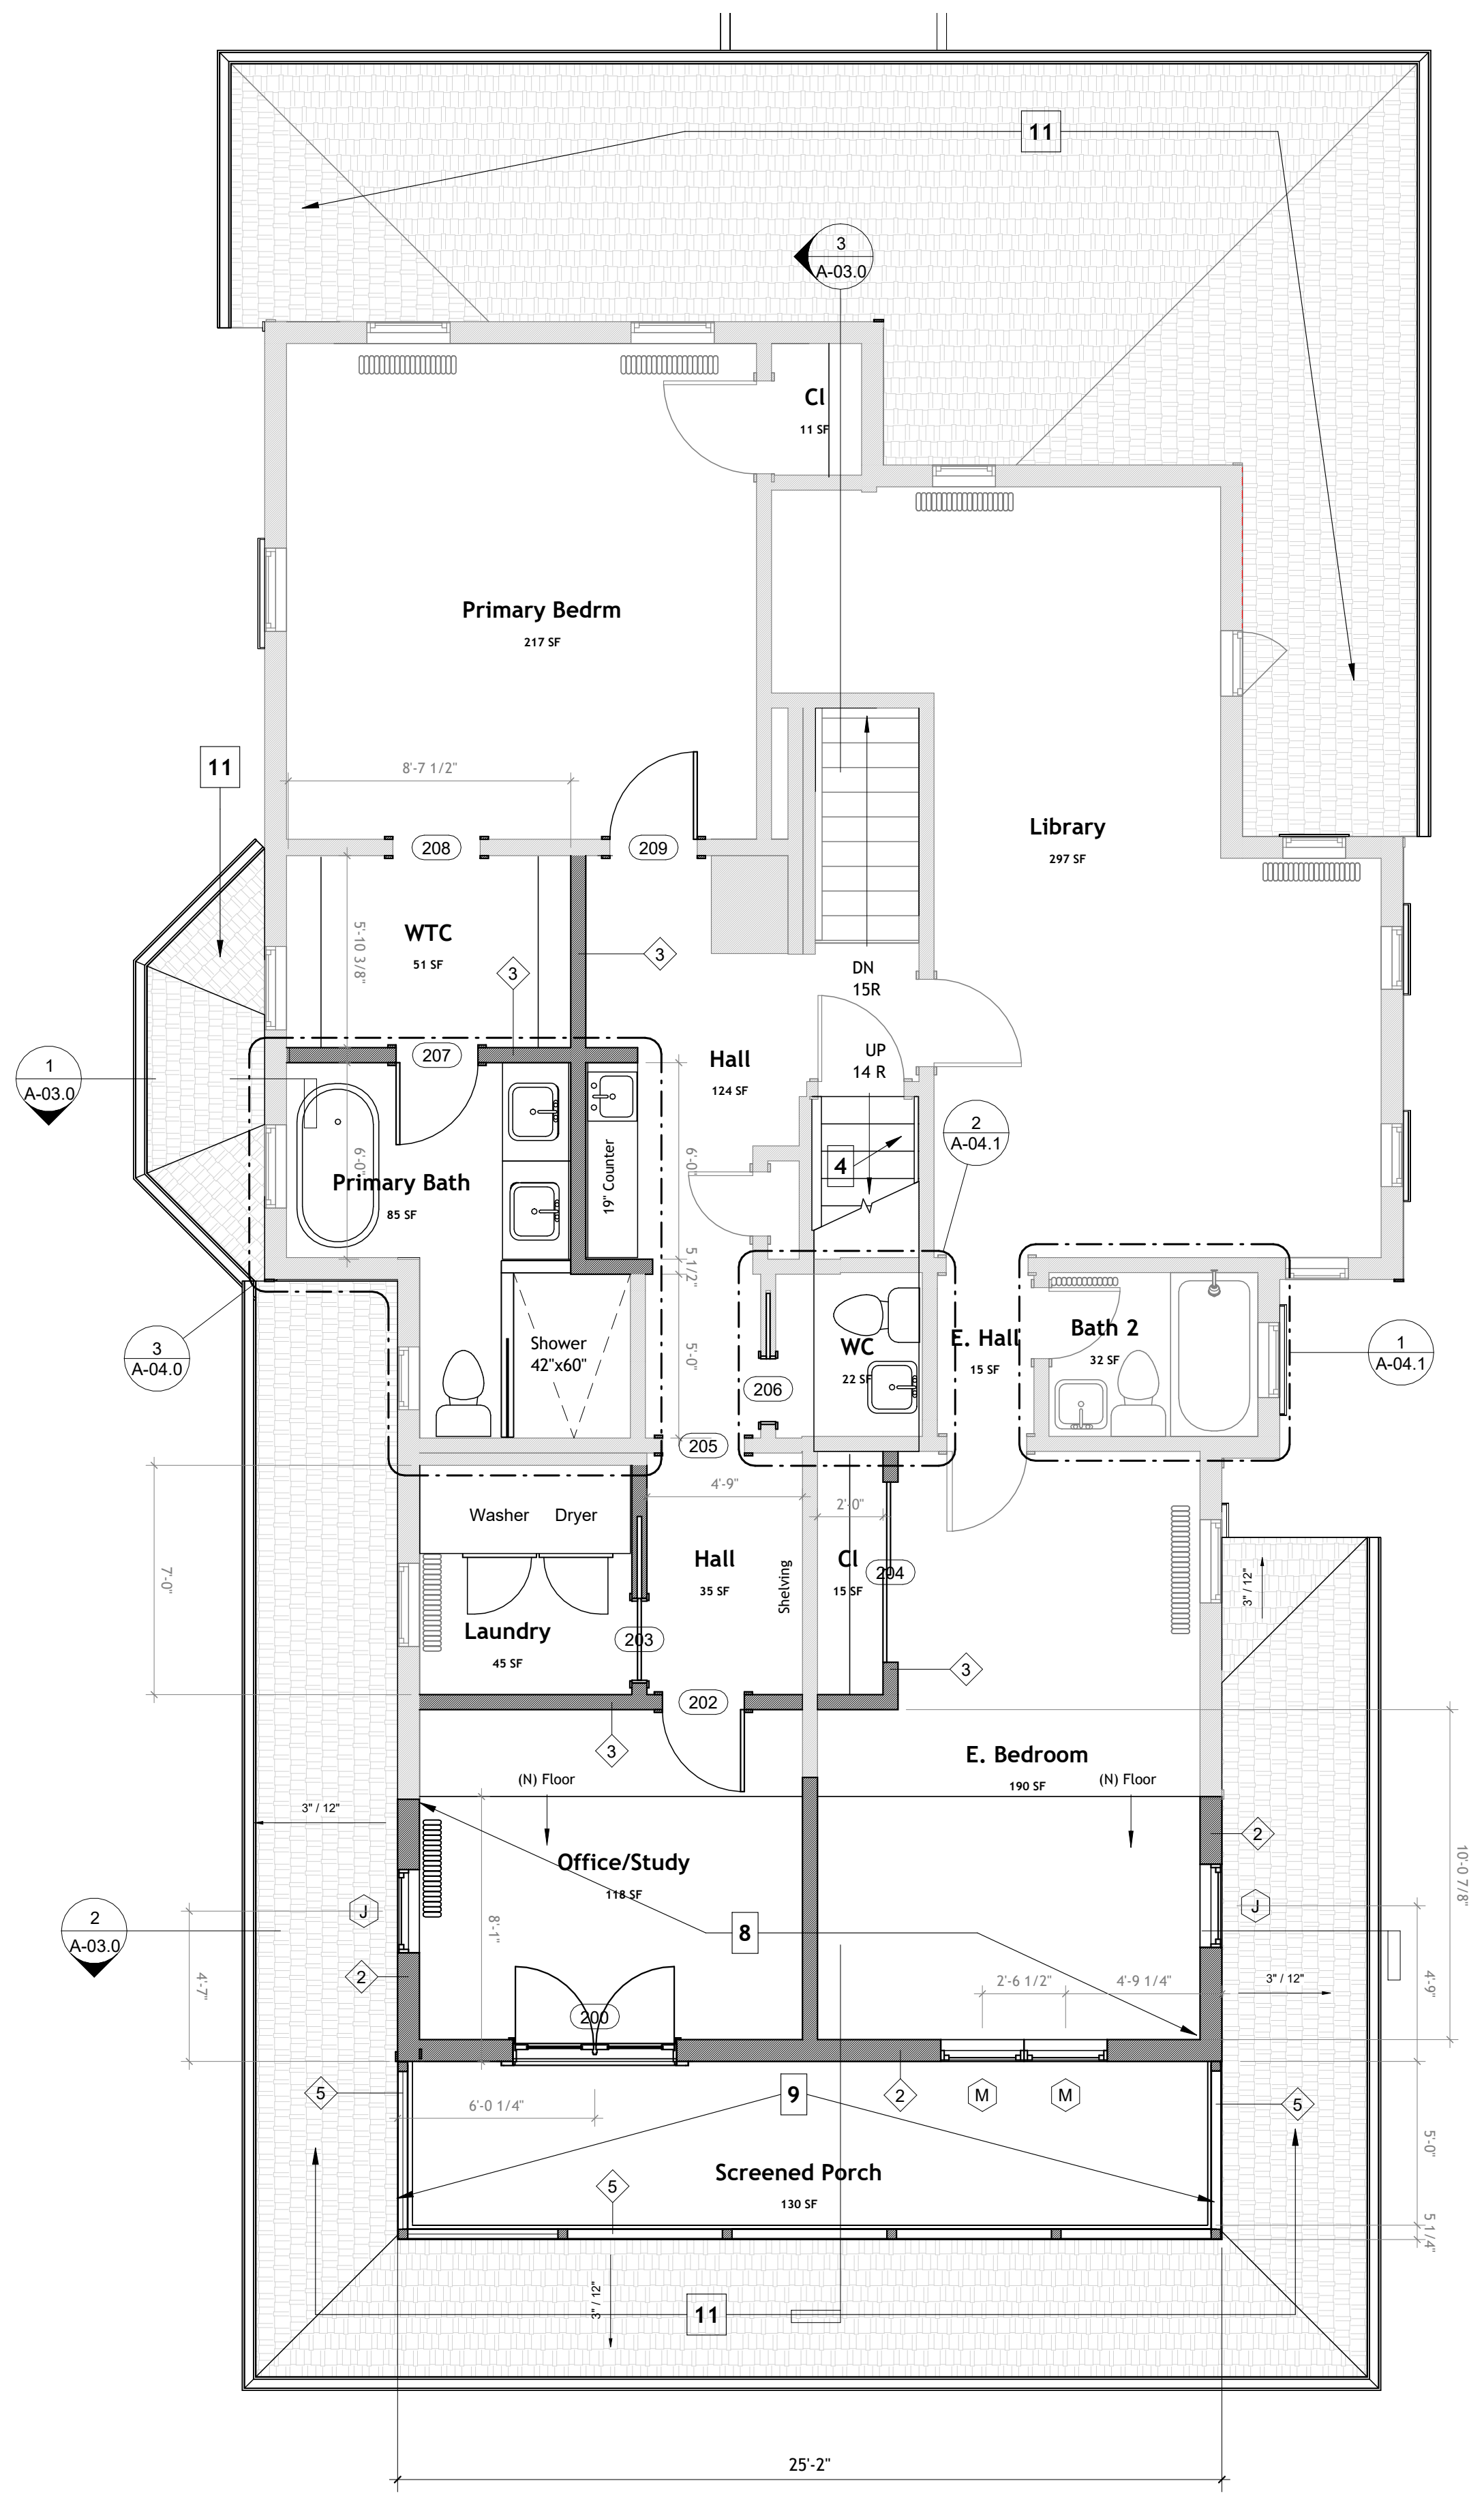 11
3
A-03.0
Cl
11 SF
Primary Bedrm
217 SF
11
8'-7 1/2"
Library
297 SF
208
209
5'-10 3/8"
WTC
51 SF
3
3
DN
15R
207
1
A-03.0
Hall
124 SF
UP
14 R
2
A-04.1
4
6'-0"
Primary Bath
85 SF
19" Counter
6'-0"
5 1/2"
3
A-04.0
Shower
42"x60"
5'-0"
206
WC
22 SF
E. Hall
15 SF
Bath 2
32 SF
1
A-04.1
205
4'-9"
2'-0"
Washer
Dryer
7'-0"
Hall
35 SF
Shelving
Cl
15 SF
204
3" / 12"
Laundry
45 SF
203
3
202
3
E. Bedroom
190 SF
(N) Floor
(N) Floor
3" / 12"
2
10'-0 7/8"
Office/Study
118 SF
J
J
2
A-03.0
8'-1"
8
4'-7"
2
2'-6 1/2"
4'-9 1/4"
3" / 12"
4'-9"
200
5
9
2
M
M
5
6'-0 1/4"
5'-0"
Screened Porch
130 SF
5
5 1/4"
3" / 12"
11
25'-2"